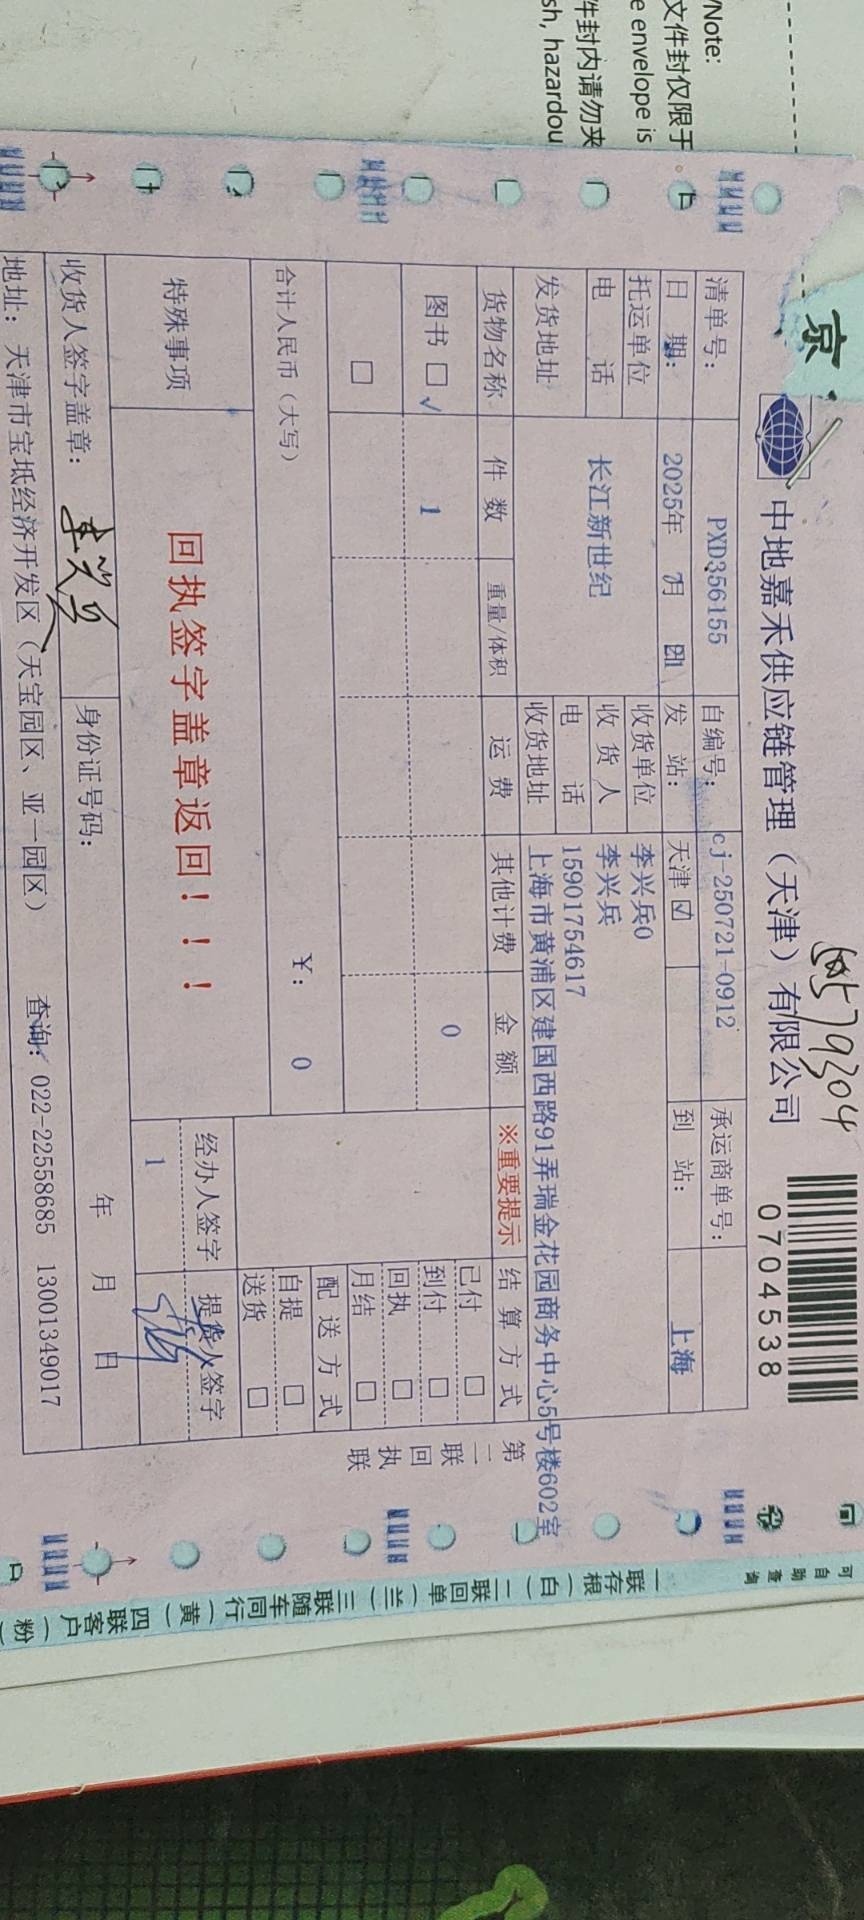 /Note:
文件封仅限于
e envelope is
件封内请勿夹
sh, hazardou
京
中地嘉禾供应链管理（天津）有限公司
0704538
清单号： PXD356155 自编号： cj-250721-0912 承运商单号：
日 期： 2025年 7月 发 站： 天津 ☑ 到 站： 上海
托运单位 长江新世纪 收货单位 李兴兵0
收 货 人 李兴兵
电 话 电 话 15901754617
发货地址 收货地址 上海市黄浦区建国西路91弄瑞金花园商务中心5号楼602室
货物名称 件 数 重量/体积 运 费 其他计费 金 额 ※重要提示 结 算 方 式
图书 □ √ 1 0 已付 □
到付 □
回执 □
□ 月结 □
合计人民币（大写） ￥： 0 配 送 方 式
自提 □
送货 □
特殊事项 回执签字盖章返回！！！ 经办人签字 提货人签字
1
收货人签字盖章： 李兴兵 身份证号码： 年 月 日
地址：天津市宝坻经济开发区（天宝园区、亚一园区） 查询：022-22558685 13001349017
第二联 回执联
可自助查询
一联存根（白）二联回单（兰）三联随车同行（黄）四联客户（粉）